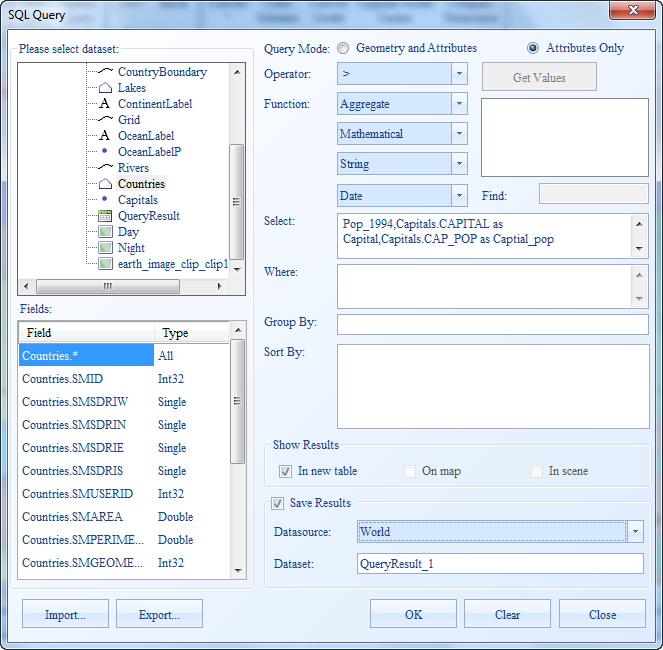 SQL Query
Please select dataset:
CountryBoundary
Lakes
A ContinentLabel
Grid
A OceanLabel
OceanLabelP
Rivers
Countries
Capitals
QueryResult
Day
Night
earth_image_clip_clip1
Fields:
Field Type
Countries.* All
Countries.SMID Int32
Countries.SMSDRIW Single
Countries.SMSDRIN Single
Countries.SMSDRIE Single
Countries.SMSDRIS Single
Countries.SMUSERID Int32
Countries.SMAREA Double
Countries.SMPERIME... Double
Countries.SMGEOME... Int32
Query Mode: Geometry and Attributes Attributes Only
Operator: > Get Values
Function: Aggregate
Mathematical
String
Date Find:
Select: Pop_1994,Capitals.CAPITAL as
Capital,Capitals.CAP_POP as Captial_pop
Where:
Group By:
Sort By:
Show Results
In new table On map In scene
Save Results
Datasource: World
Dataset: QueryResult_1
Import... Export... OK Clear Close